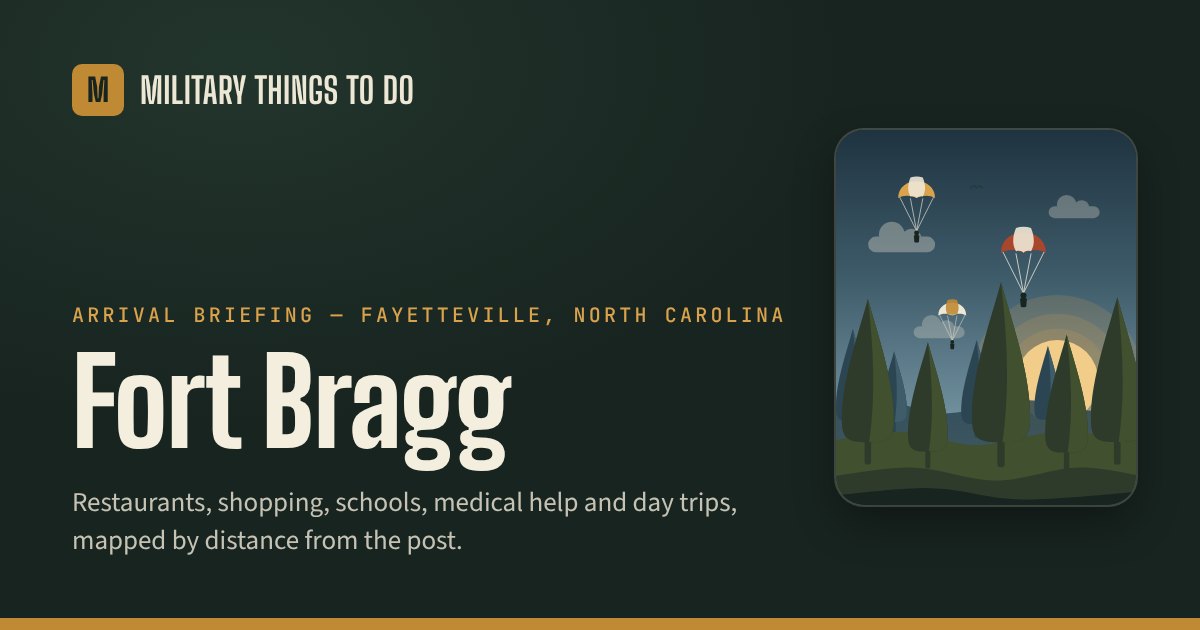 M
MILITARY THINGS TO DO
ARRIVAL BRIEFING — FAYETTEVILLE, NORTH CAROLINA
Fort Bragg
Restaurants, shopping, schools, medical help and day trips,
mapped by distance from the post.